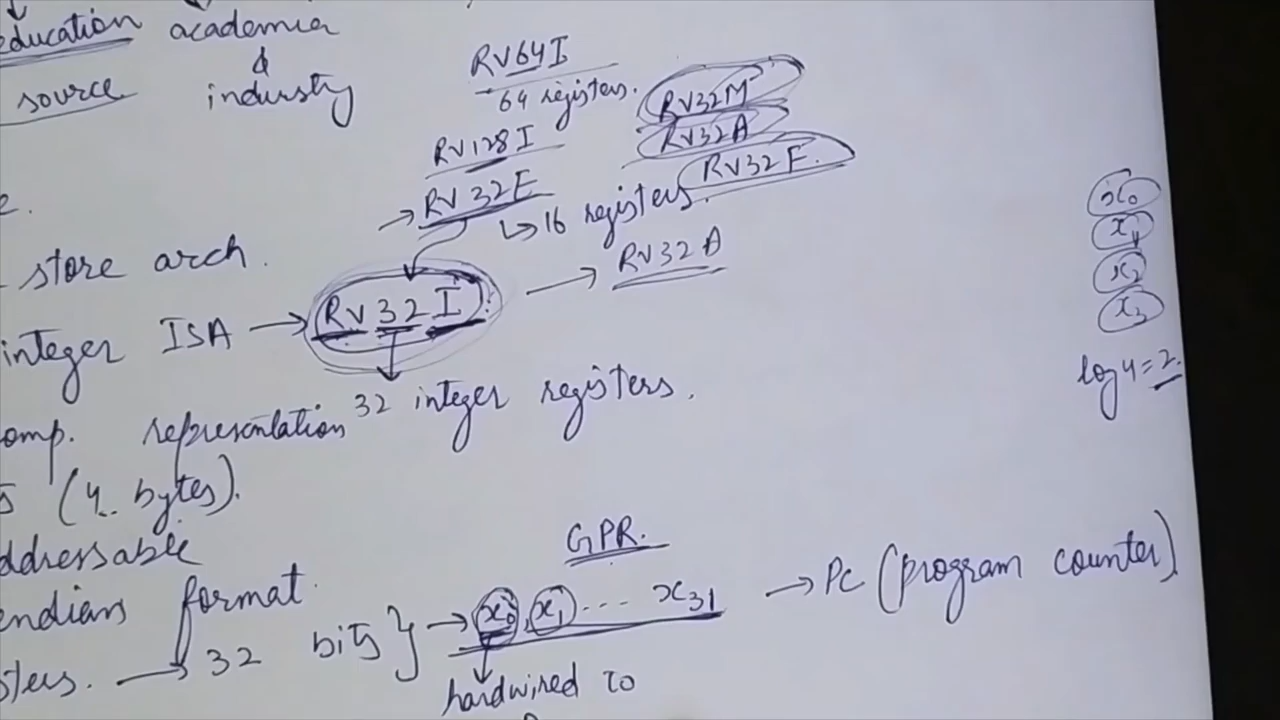 education academia
&
source industry
RV64I
64 registers.
RV32M
RV32A
RV32F.
RV128I
RV32E
→ 16 registers.
store arch.
integer ISA → RV32I → RV32A
32 integer registers.
omp. representation
(4 bytes).
ddressable
endians format.
GPR.
sters. → 32 bits } → x0, x1 ... x31 → PC (program counter)
hardwired to
x0
x1
x2
x3
log4=2.